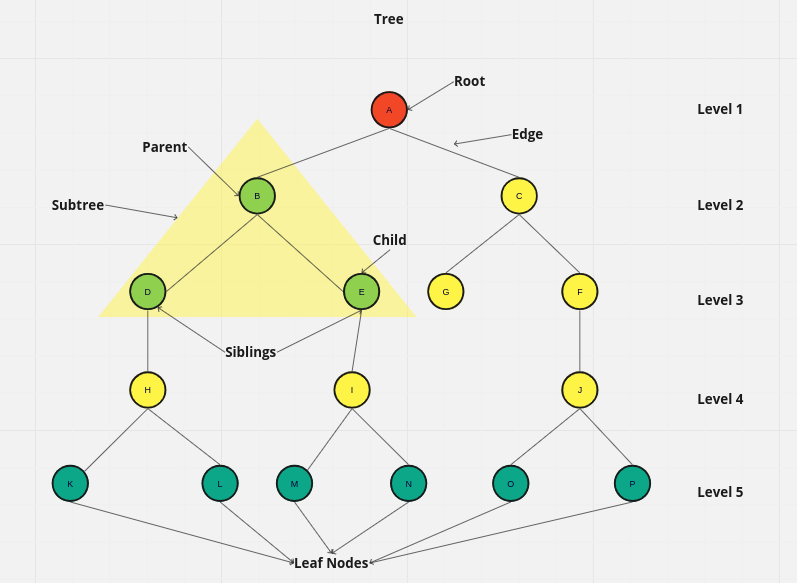 Tree
Root
A
Level 1
Edge
Parent
B
C
Subtree
Level 2
Child
D
E
G
F
Level 3
Siblings
H
I
J
Level 4
K
L
M
N
O
P
Level 5
Leaf Nodes